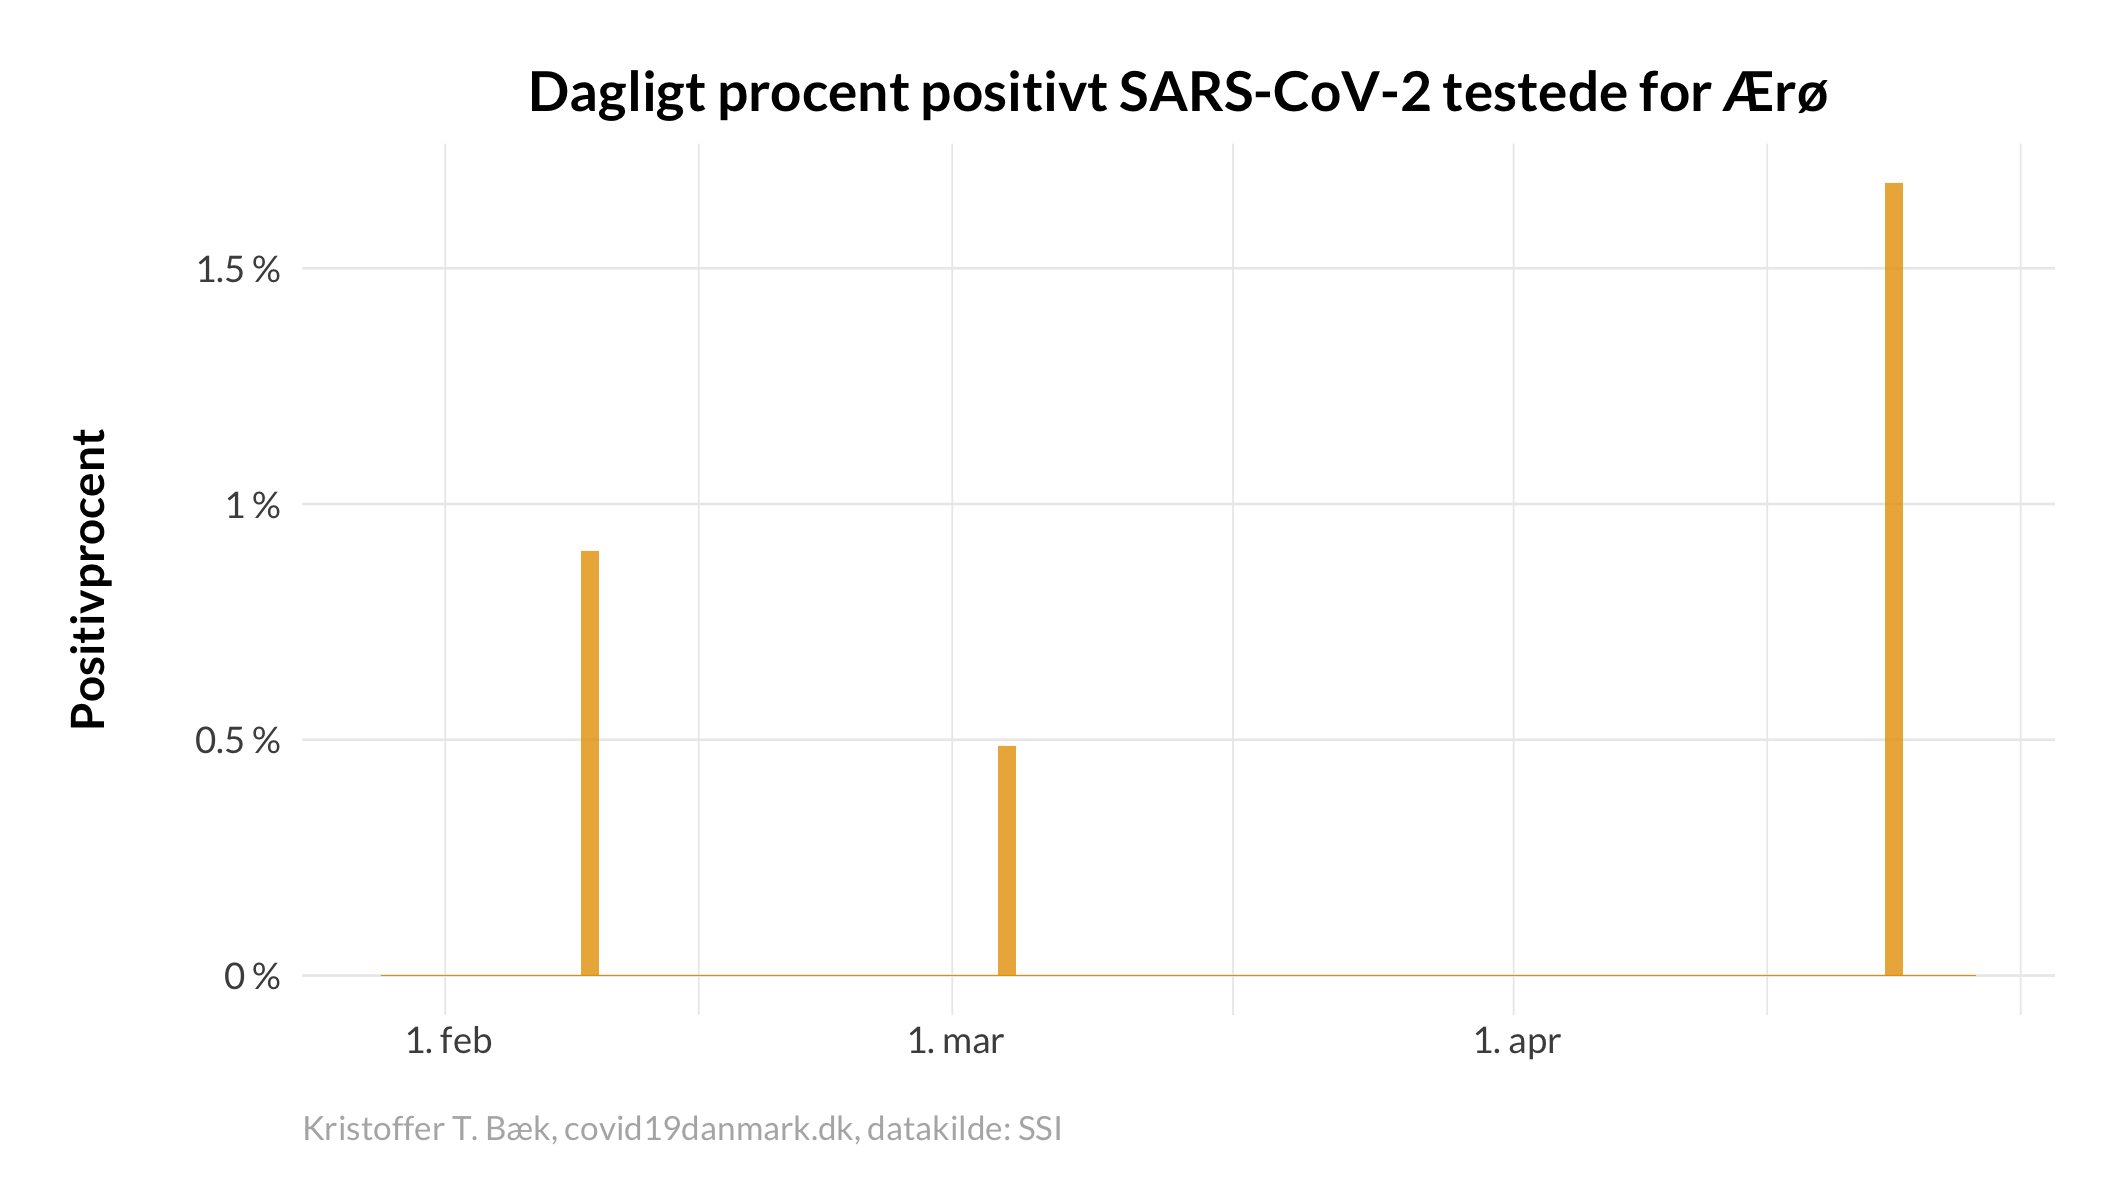 Dagligt procent positivt SARS-CoV-2 testede for Ærø
Positivprocent
1.5 %
1 %
0.5 %
0 %
1. feb
1. mar
1. apr
Kristoffer T. Bæk, covid19danmark.dk, datakilde: SSI